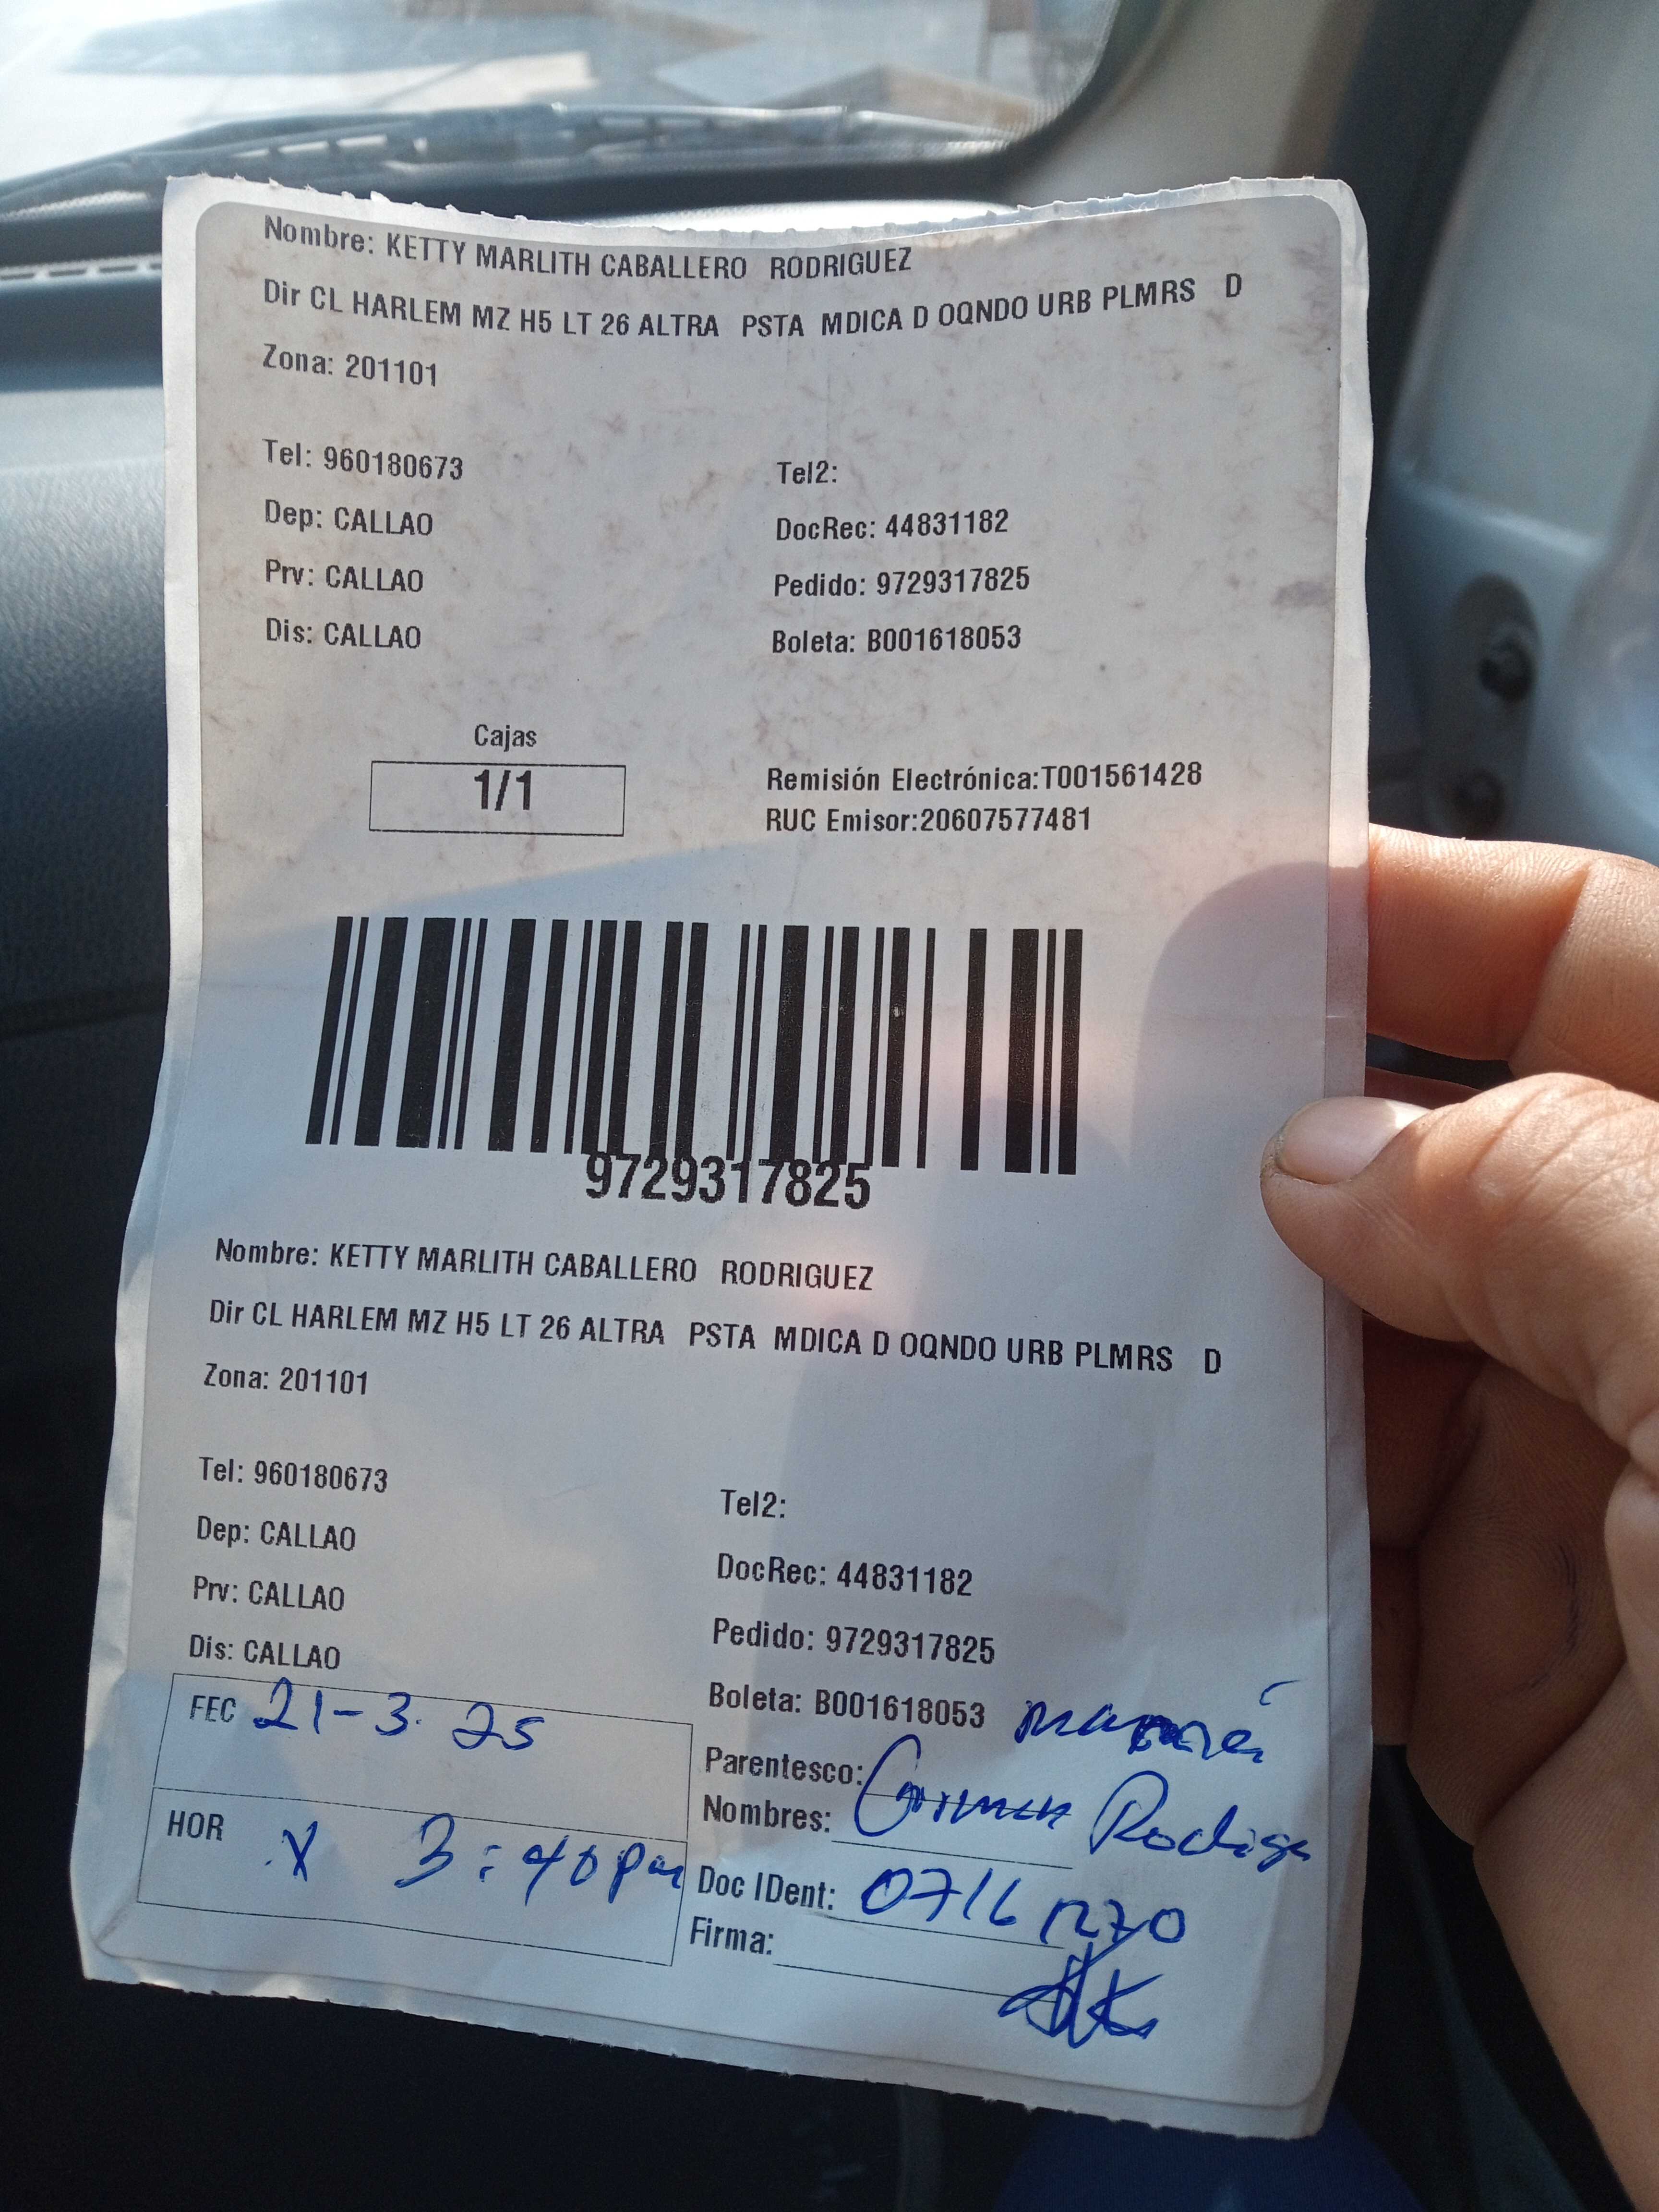 Nombre: KETTY MARLITH CABALLERO RODRIGUEZ
Dir CL HARLEM MZ H5 LT 26 ALTRA PSTA MDICA D OQNDO URB PLMRS D
Zona: 201101
Tel: 960180673 Tel2:
Dep: CALLAO DocRec: 44831182
Prv: CALLAO Pedido: 9729317825
Dis: CALLAO Boleta: B001618053
Cajas
1/1
Remisión Electrónica:T001561428
RUC Emisor:20607577481
9729317825
Nombre: KETTY MARLITH CABALLERO RODRIGUEZ
Dir CL HARLEM MZ H5 LT 26 ALTRA PSTA MDICA D OQNDO URB PLMRS D
Zona: 201101
Tel: 960180673 Tel2:
Dep: CALLAO DocRec: 44831182
Prv: CALLAO Pedido: 9729317825
Dis: CALLAO Boleta: B001618053
FEC 21-3-25
HOR X 3:40pm
Parentesco: mamá
Nombres: Carmen
Doc IDent:
Firma: